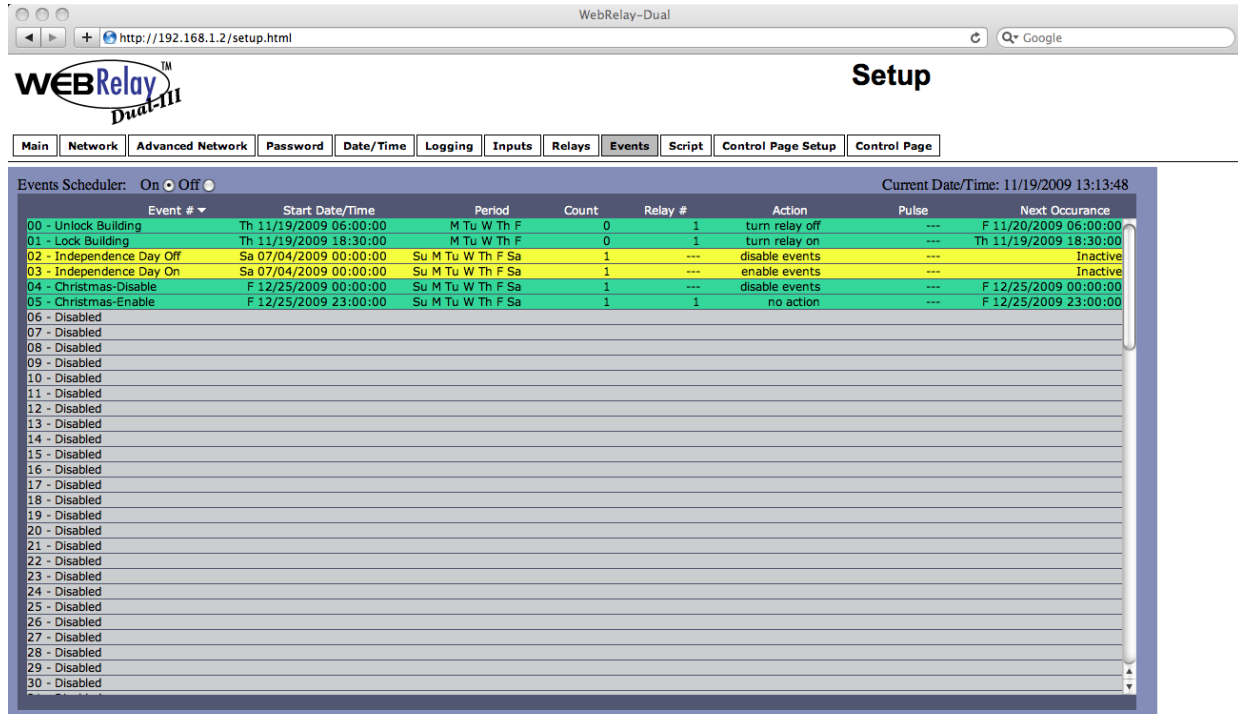 WebRelay-Dual
http://192.168.1.2/setup.html Google
WEBRelay™ Dual-III
Setup
Main Network Advanced Network Password Date/Time Logging Inputs Relays Events Script Control Page Setup Control Page
Events Scheduler: On Off Current Date/Time: 11/19/2009 13:13:48
Event # Start Date/Time Period Count Relay # Action Pulse Next Occurance
00 - Unlock Building Th 11/19/2009 06:00:00 M Tu W Th F 0 1 turn relay off --- F 11/20/2009 06:00:00
01 - Lock Building Th 11/19/2009 18:30:00 M Tu W Th F 0 1 turn relay on --- Th 11/19/2009 18:30:00
02 - Independence Day Off Sa 07/04/2009 00:00:00 Su M Tu W Th F Sa 1 --- disable events --- Inactive
03 - Independence Day On Sa 07/04/2009 00:00:00 Su M Tu W Th F Sa 1 --- enable events --- Inactive
04 - Christmas-Disable F 12/25/2009 00:00:00 Su M Tu W Th F Sa 1 --- disable events --- F 12/25/2009 00:00:00
05 - Christmas-Enable F 12/25/2009 23:00:00 Su M Tu W Th F Sa 1 1 no action --- F 12/25/2009 23:00:00
06 - Disabled
07 - Disabled
08 - Disabled
09 - Disabled
10 - Disabled
11 - Disabled
12 - Disabled
13 - Disabled
14 - Disabled
15 - Disabled
16 - Disabled
17 - Disabled
18 - Disabled
19 - Disabled
20 - Disabled
21 - Disabled
22 - Disabled
23 - Disabled
24 - Disabled
25 - Disabled
26 - Disabled
27 - Disabled
28 - Disabled
29 - Disabled
30 - Disabled